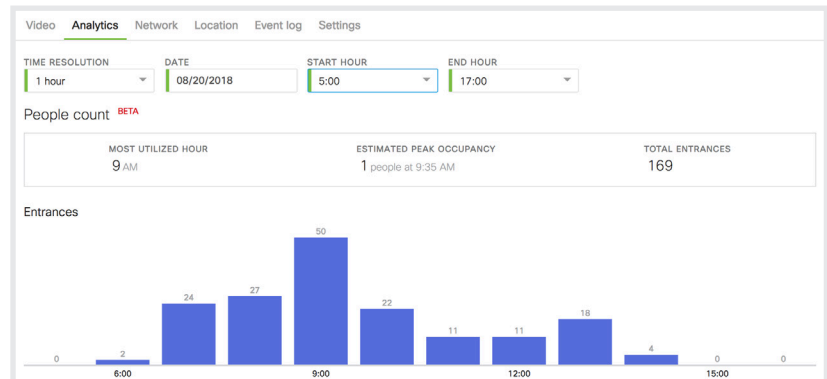 Video Analytics Network Location Event log Settings
TIME RESOLUTION DATE START HOUR END HOUR
1 hour 08/20/2018 5:00 17:00
People count BETA
MOST UTILIZED HOUR ESTIMATED PEAK OCCUPANCY TOTAL ENTRANCES
9 AM 1 people at 9:35 AM 169
Entrances
50
24 27
22
18
11 11
0 2 4 0 0
6:00 9:00 12:00 15:00